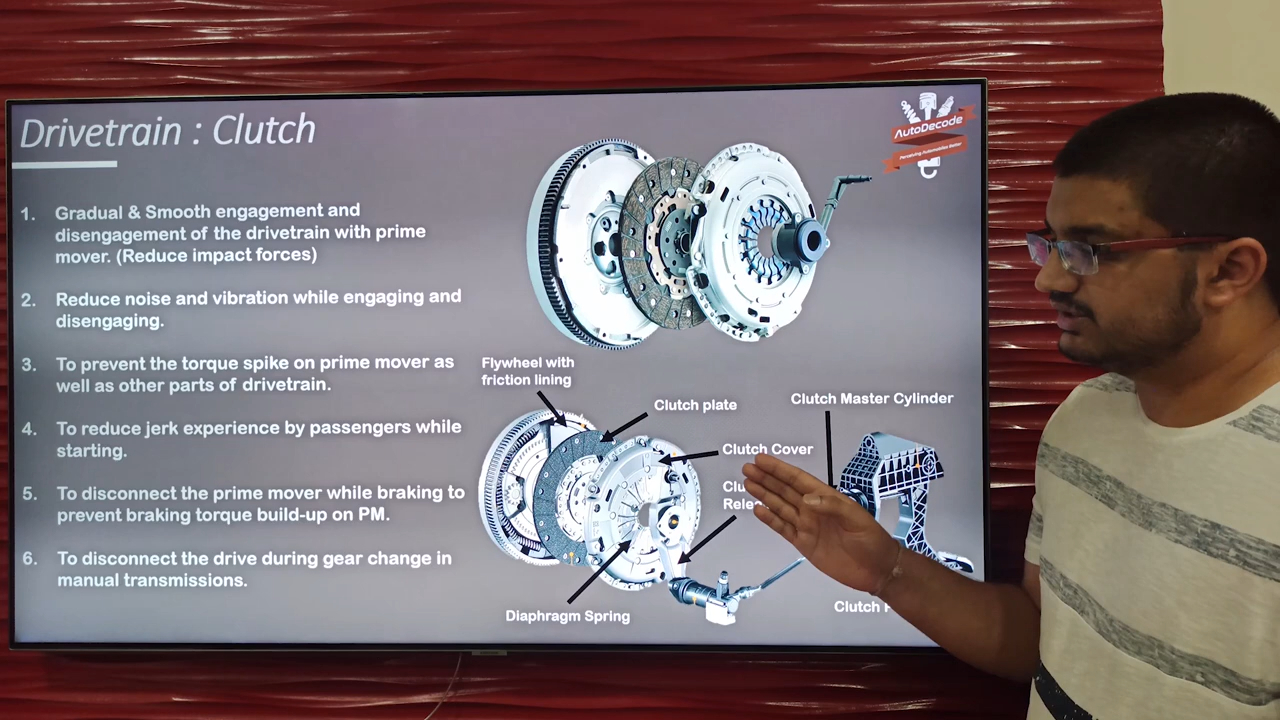 Drivetrain : Clutch
AutoDecode
Perceiving Automobiles Better
1. Gradual & Smooth engagement and
disengagement of the drivetrain with prime
mover. (Reduce impact forces)
2. Reduce noise and vibration while engaging and
disengaging.
3. To prevent the torque spike on prime mover as
well as other parts of drivetrain.
4. To reduce jerk experience by passengers while
starting.
5. To disconnect the prime mover while braking to
prevent braking torque build-up on PM.
6. To disconnect the drive during gear change in
manual transmissions.
Flywheel with
friction lining
Clutch plate
Clutch Master Cylinder
Clutch Cover
Diaphragm Spring
Clutch